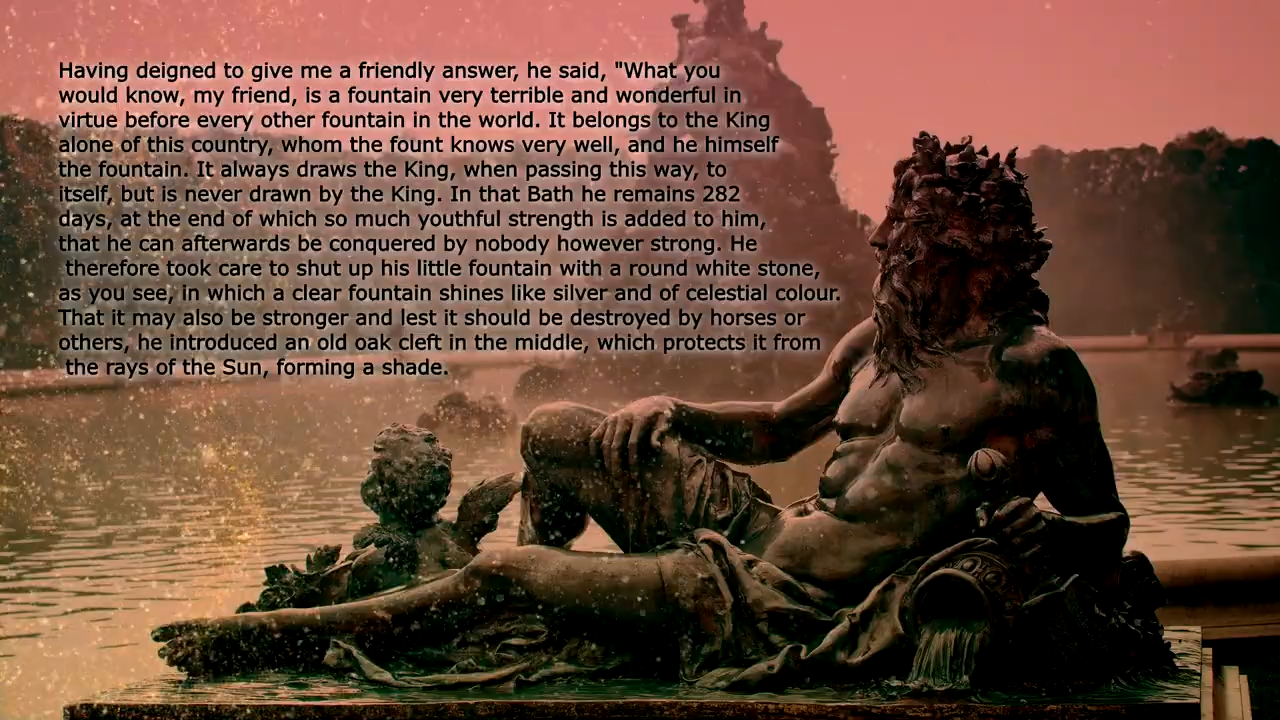 Having deigned to give me a friendly answer, he said, "What you
would know, my friend, is a fountain very terrible and wonderful in
virtue before every other fountain in the world. It belongs to the King
alone of this country, whom the fount knows very well, and he himself
the fountain. It always draws the King, when passing this way, to
itself, but is never drawn by the King. In that Bath he remains 282
days, at the end of which so much youthful strength is added to him,
that he can afterwards be conquered by nobody however strong. He
therefore took care to shut up his little fountain with a round white stone,
as you see, in which a clear fountain shines like silver and of celestial colour.
That it may also be stronger and lest it should be destroyed by horses or
others, he introduced an old oak cleft in the middle, which protects it from
the rays of the Sun, forming a shade.